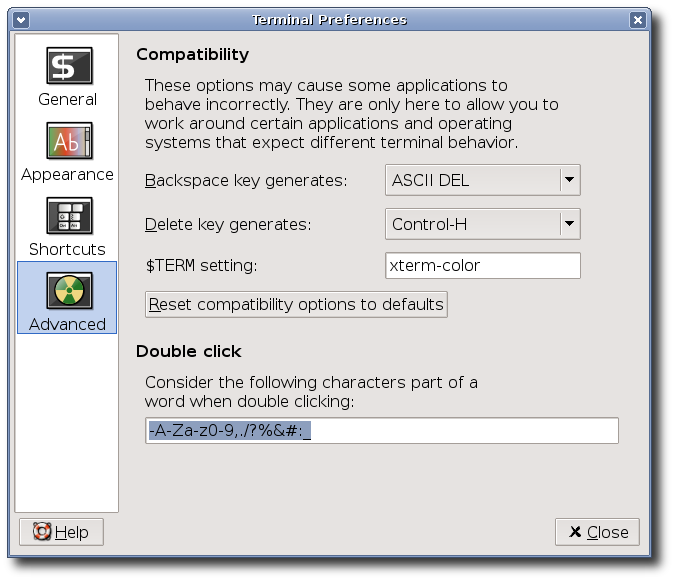 Terminal Preferences
$
General
Ab
Appearance
Shortcuts
Advanced
Compatibility
These options may cause some applications to
behave incorrectly. They are only here to allow you to
work around certain applications and operating
systems that expect different terminal behavior.
Backspace key generates: ASCII DEL
Delete key generates: Control-H
$TERM setting: xterm-color
Reset compatibility options to defaults
Double click
Consider the following characters part of a
word when double clicking:
-A-Za-z0-9,./?%&#:_
Help
Close